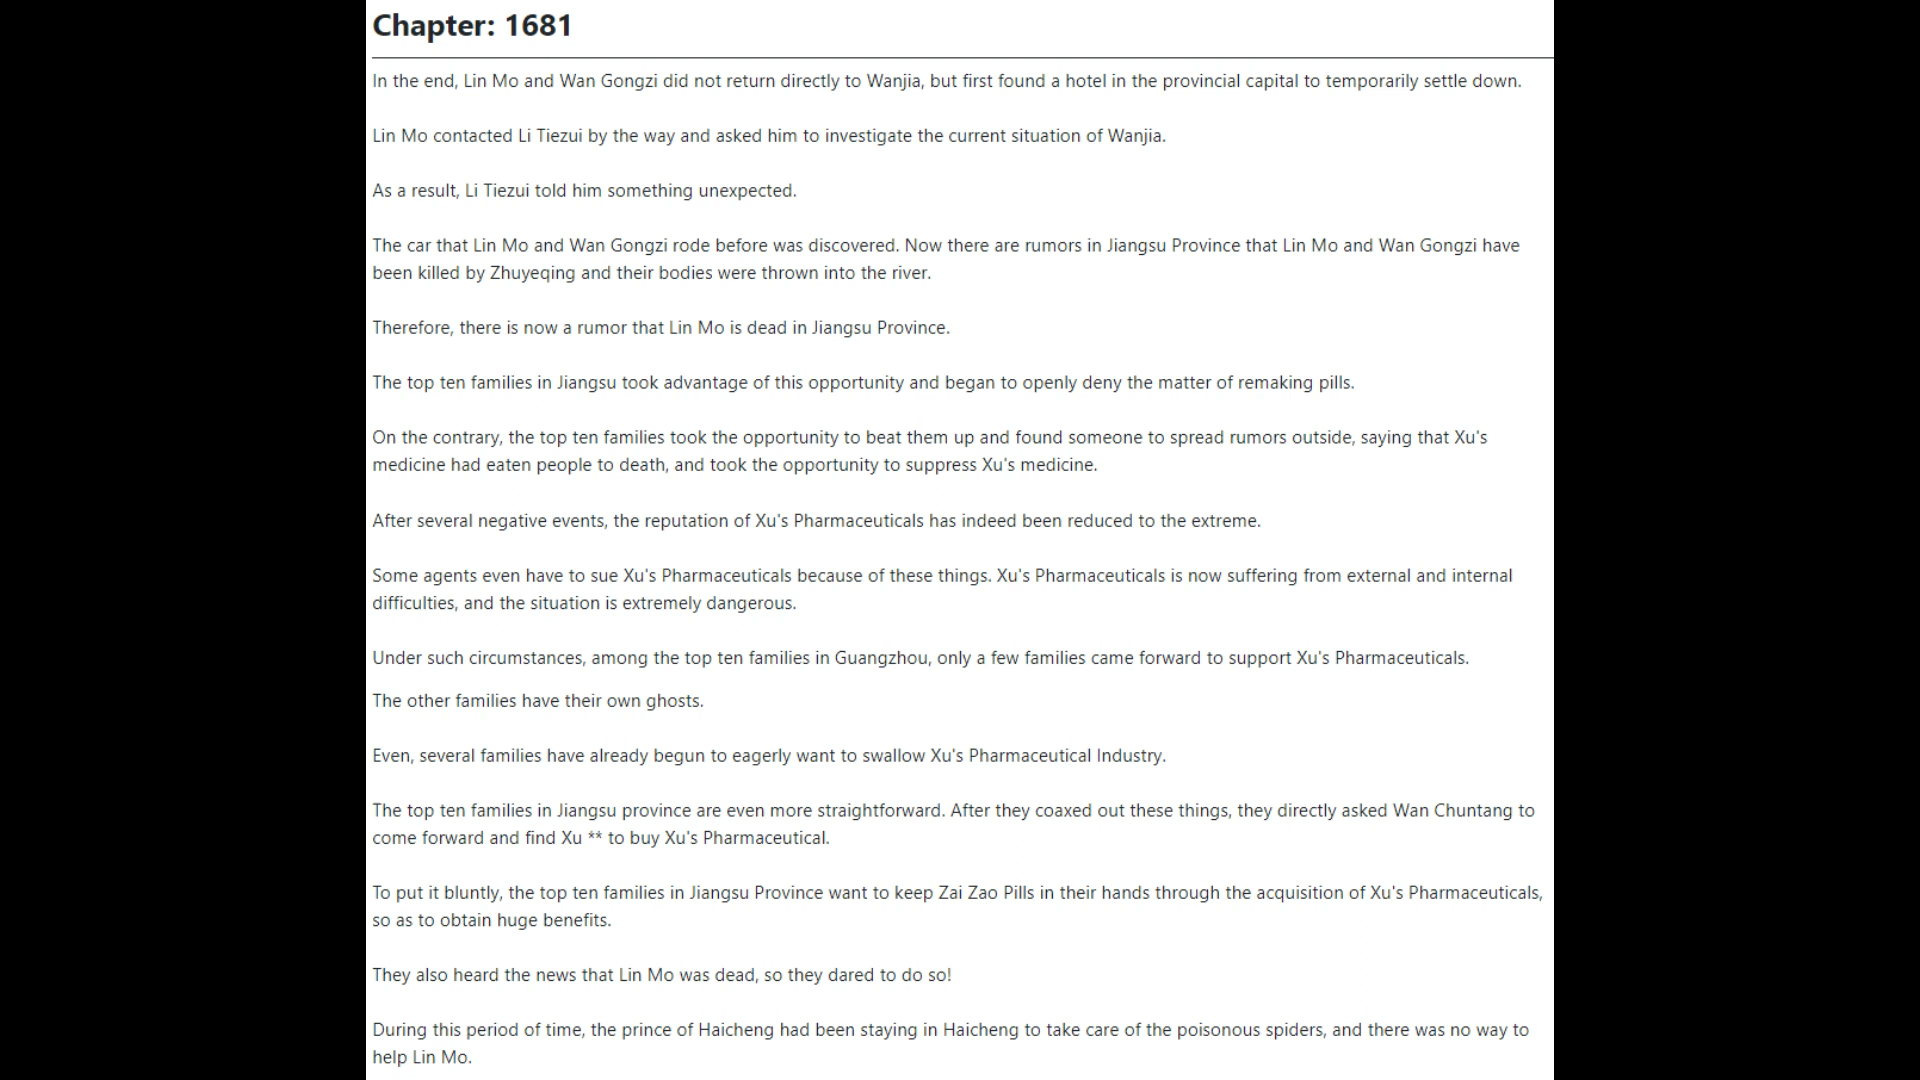 Chapter: 1681
In the end, Lin Mo and Wan Gongzi did not return directly to Wanjia, but first found a hotel in the provincial capital to temporarily settle down.
Lin Mo contacted Li Tiezui by the way and asked him to investigate the current situation of Wanjia.
As a result, Li Tiezui told him something unexpected.
The car that Lin Mo and Wan Gongzi rode before was discovered. Now there are rumors in Jiangsu Province that Lin Mo and Wan Gongzi have
been killed by Zhuyeqing and their bodies were thrown into the river.
Therefore, there is now a rumor that Lin Mo is dead in Jiangsu Province.
The top ten families in Jiangsu took advantage of this opportunity and began to openly deny the matter of remaking pills.
On the contrary, the top ten families took the opportunity to beat them up and found someone to spread rumors outside, saying that Xu's
medicine had eaten people to death, and took the opportunity to suppress Xu's medicine.
After several negative events, the reputation of Xu's Pharmaceuticals has indeed been reduced to the extreme.
Some agents even have to sue Xu's Pharmaceuticals because of these things. Xu's Pharmaceuticals is now suffering from external and internal
difficulties, and the situation is extremely dangerous.
Under such circumstances, among the top ten families in Guangzhou, only a few families came forward to support Xu's Pharmaceuticals.
The other families have their own ghosts.
Even, several families have already begun to eagerly want to swallow Xu's Pharmaceutical Industry.
The top ten families in Jiangsu province are even more straightforward. After they coaxed out these things, they directly asked Wan Chuntang to
come forward and find Xu ** to buy Xu's Pharmaceutical.
To put it bluntly, the top ten families in Jiangsu Province want to keep Zai Zao Pills in their hands through the acquisition of Xu's Pharmaceuticals,
so as to obtain huge benefits.
They also heard the news that Lin Mo was dead, so they dared to do so!
During this period of time, the prince of Haicheng had been staying in Haicheng to take care of the poisonous spiders, and there was no way to
help Lin Mo.